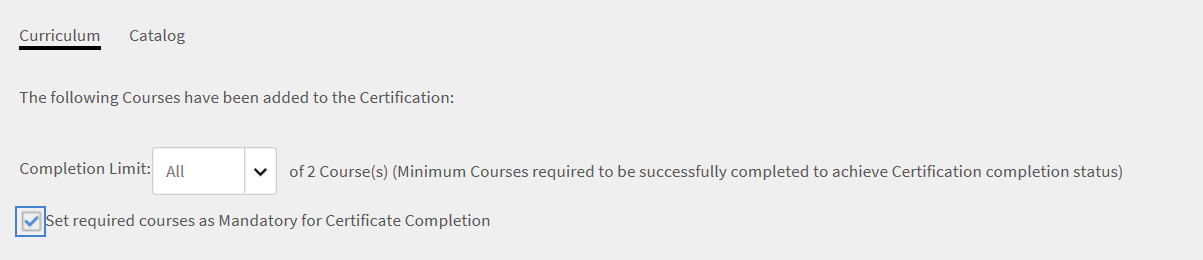 Curriculum Catalog
The following Courses have been added to the Certification:
Completion Limit: All of 2 Course(s) (Minimum Courses required to be successfully completed to achieve Certification completion status)
Set required courses as Mandatory for Certificate Completion